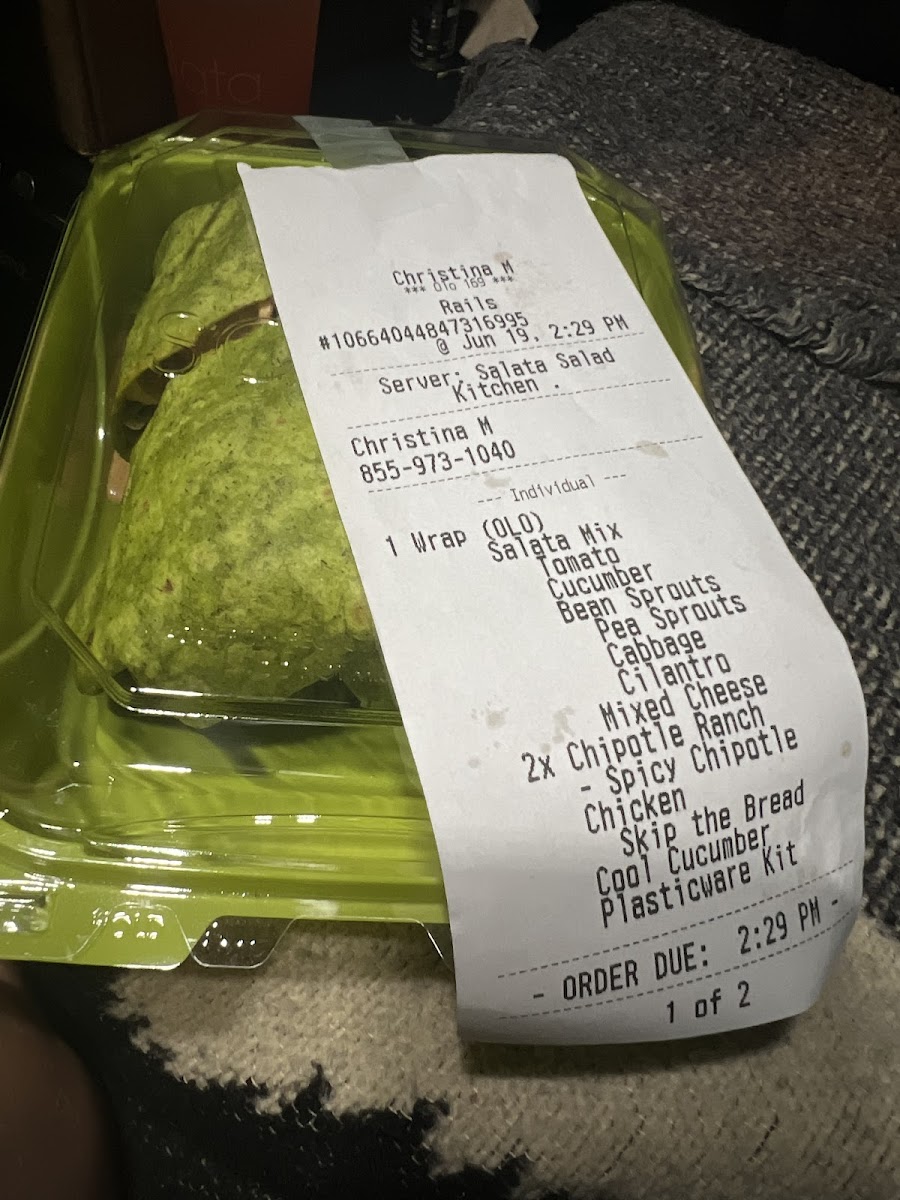 ata
Christina M
*** Olo 169 ***
Rails
#10664044847316995
@ Jun 19, 2:29 PM
Server: Salata Salad
Kitchen .
Christina M
855-973-1040
--- Individual ---
1 Wrap (OLO)
Salata Mix
Tomato
Cucumber
Bean Sprouts
Pea Sprouts
Cabbage
Cilantro
Mixed Cheese
2x Chipotle Ranch
- Spicy Chipotle
Chicken
Skip the Bread
Cool Cucumber
Plasticware Kit
- ORDER DUE: 2:29 PM -
1 of 2